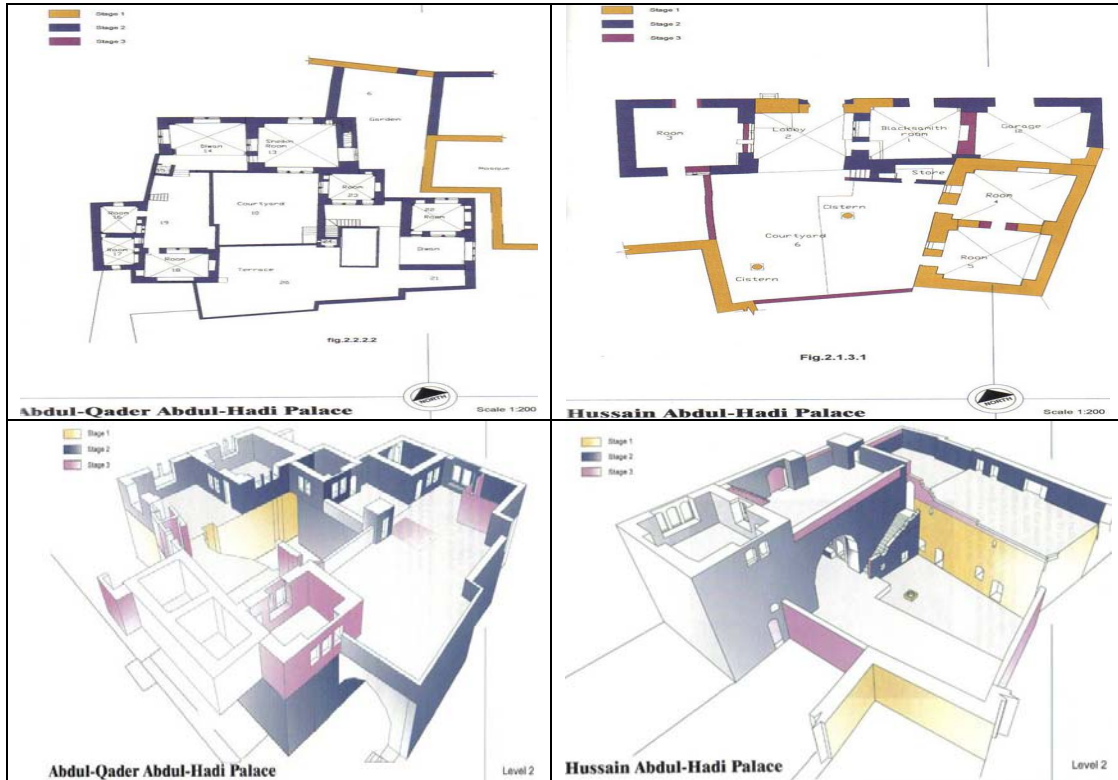 Stage 1
Stage 2
Stage 3
6
Garden
Mosque
Diwan
14
Room
13
Room
23
Room
16
19
Courtyard
10
22
Room
Room
17
Room
18
Diwan
Terrace
26
21
fig.2.2.2.2
NORTH
Abdul-Qader Abdul-Hadi Palace
Scale 1:200
Stage 1
Stage 2
Stage 3
Room
3
Lobby
2
Blacksmith
room
1
Garage
12
Store
Room
4
Cistern
Courtyard
6
Room
5
Cistern
Fig.2.1.3.1
NORTH
Hussain Abdul-Hadi Palace
Scale 1:200
Stage 1
Stage 2
Stage 3
Abdul-Qader Abdul-Hadi Palace
Level 2
Stage 1
Stage 2
Stage 3
Hussain Abdul-Hadi Palace
Level 2